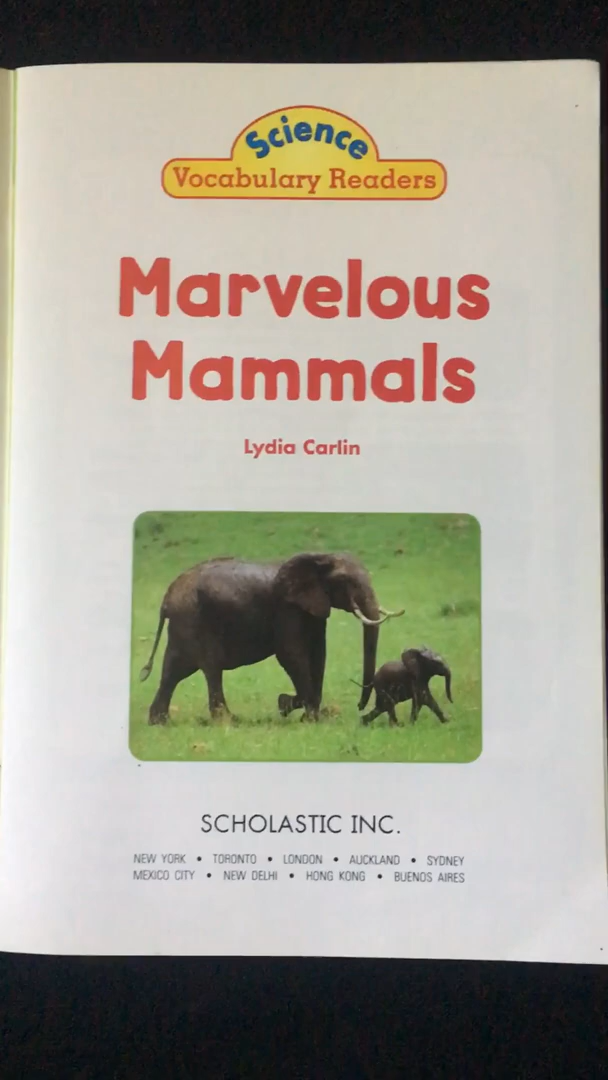 Science
Vocabulary Readers
Marvelous
Mammals
Lydia Carlin
SCHOLASTIC INC.
NEW YORK • TORONTO • LONDON • AUCKLAND • SYDNEY
MEXICO CITY • NEW DELHI • HONG KONG • BUENOS AIRES